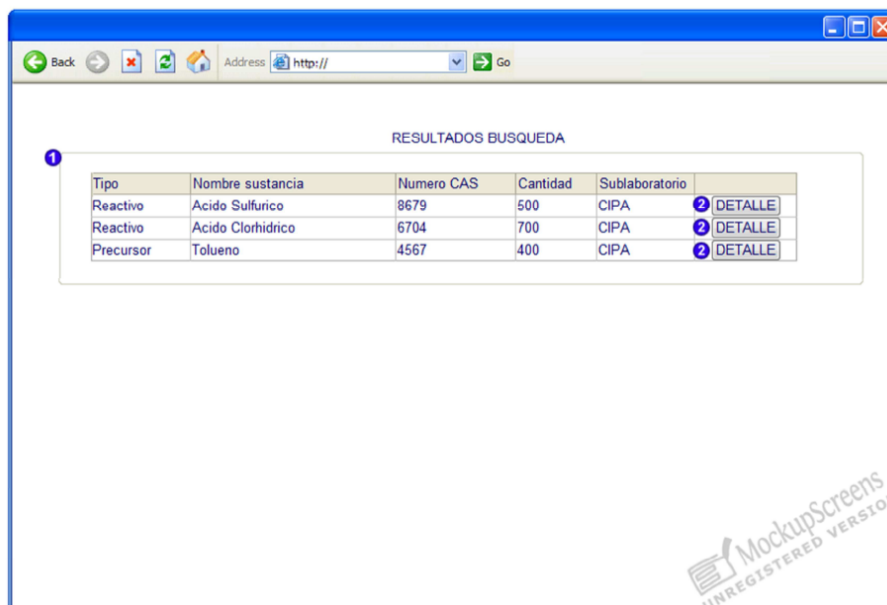 Back Address http:// Go
RESULTADOS BUSQUEDA
1
Tipo Nombre sustancia Numero CAS Cantidad Sublaboratorio
Reactivo Acido Sulfurico 8679 500 CIPA 2 DETALLE
Reactivo Acido Clorhidrico 6704 700 CIPA 2 DETALLE
Precursor Tolueno 4567 400 CIPA 2 DETALLE
MockupScreens
UNREGISTERED VERSIO